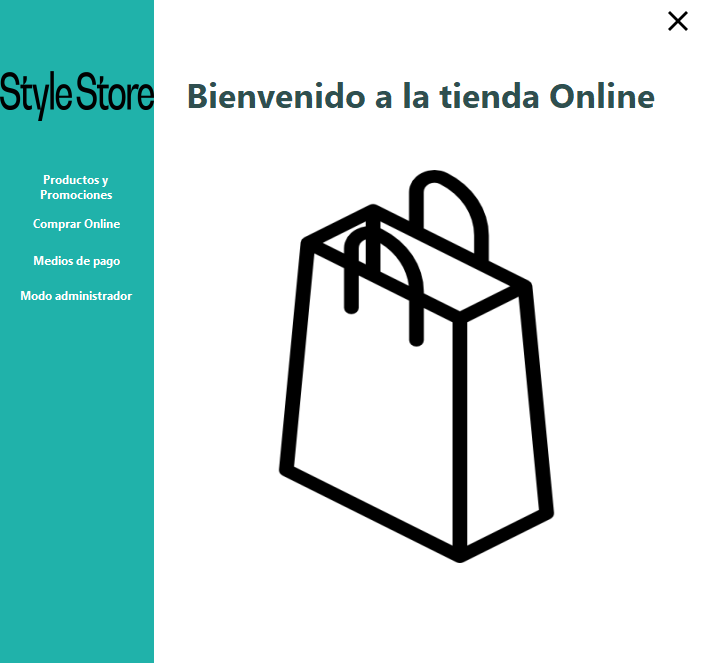 Style Store
Bienvenido a la tienda Online
Productos y
Promociones
Comprar Online
Medios de pago
Modo administrador